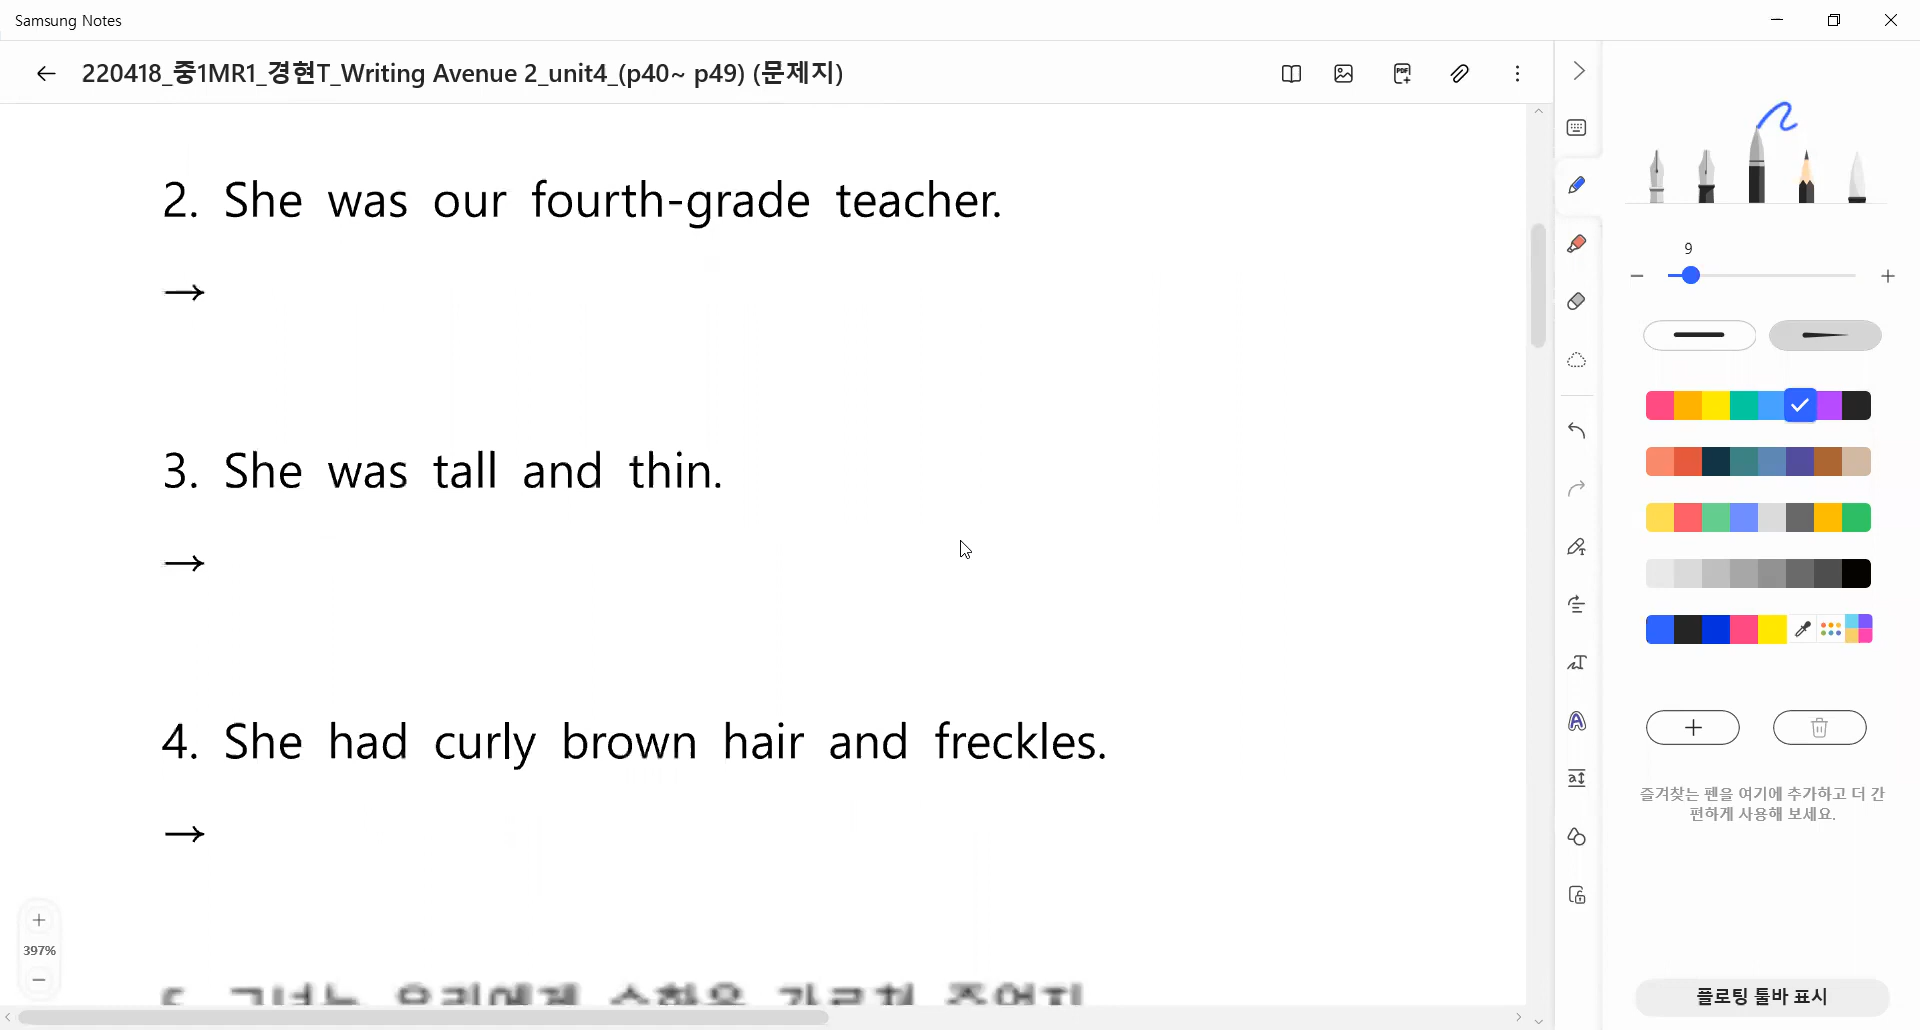 Samsung Notes
220418_중1MR1_경현T_Writing Avenue 2_unit4_(p40~ p49) (문제지)
2. She was our fourth-grade teacher.
→
3. She was tall and thin.
→
4. She had curly brown hair and freckles.
→
397%
9
즐겨찾는 펜을 여기에 추가하고 더 간
편하게 사용해 보세요.
플로팅 툴바 표시